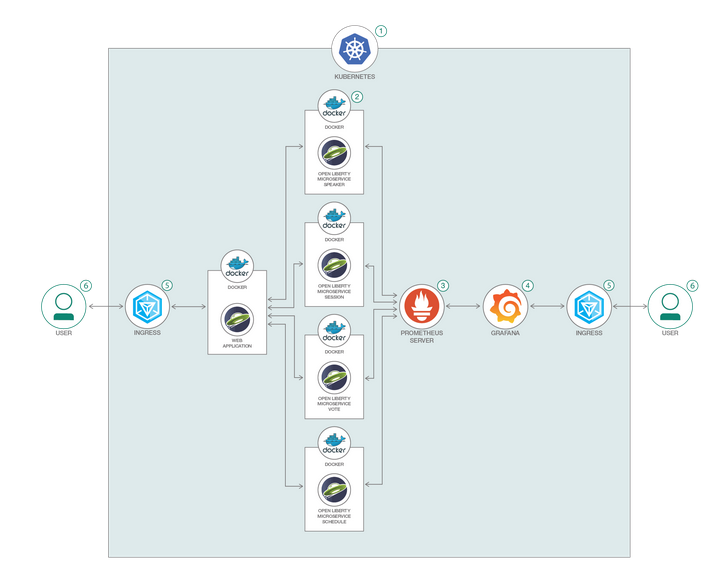 1
KUBERNETES
docker
2
DOCKER
OPEN LIBERTY
MICROSERVICE
SPEAKER
docker
DOCKER
OPEN LIBERTY
MICROSERVICE
SESSION
docker
DOCKER
WEB
APPLICATION
6
USER
5
INGRESS
3
PROMETHEUS
SERVER
4
GRAFANA
5
INGRESS
6
USER
docker
DOCKER
OPEN LIBERTY
MICROSERVICE
VOTE
docker
DOCKER
OPEN LIBERTY
MICROSERVICE
SCHEDULE